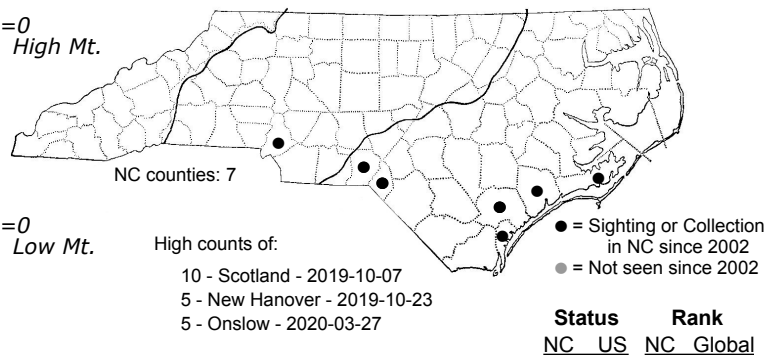 =0
High Mt.
NC counties: 7
=0
Low Mt.
High counts of:
10 - Scotland - 2019-10-07
5 - New Hanover - 2019-10-23
5 - Onslow - 2020-03-27
= Sighting or Collection
in NC since 2002
= Not seen since 2002
Status Rank
NC US NC Global